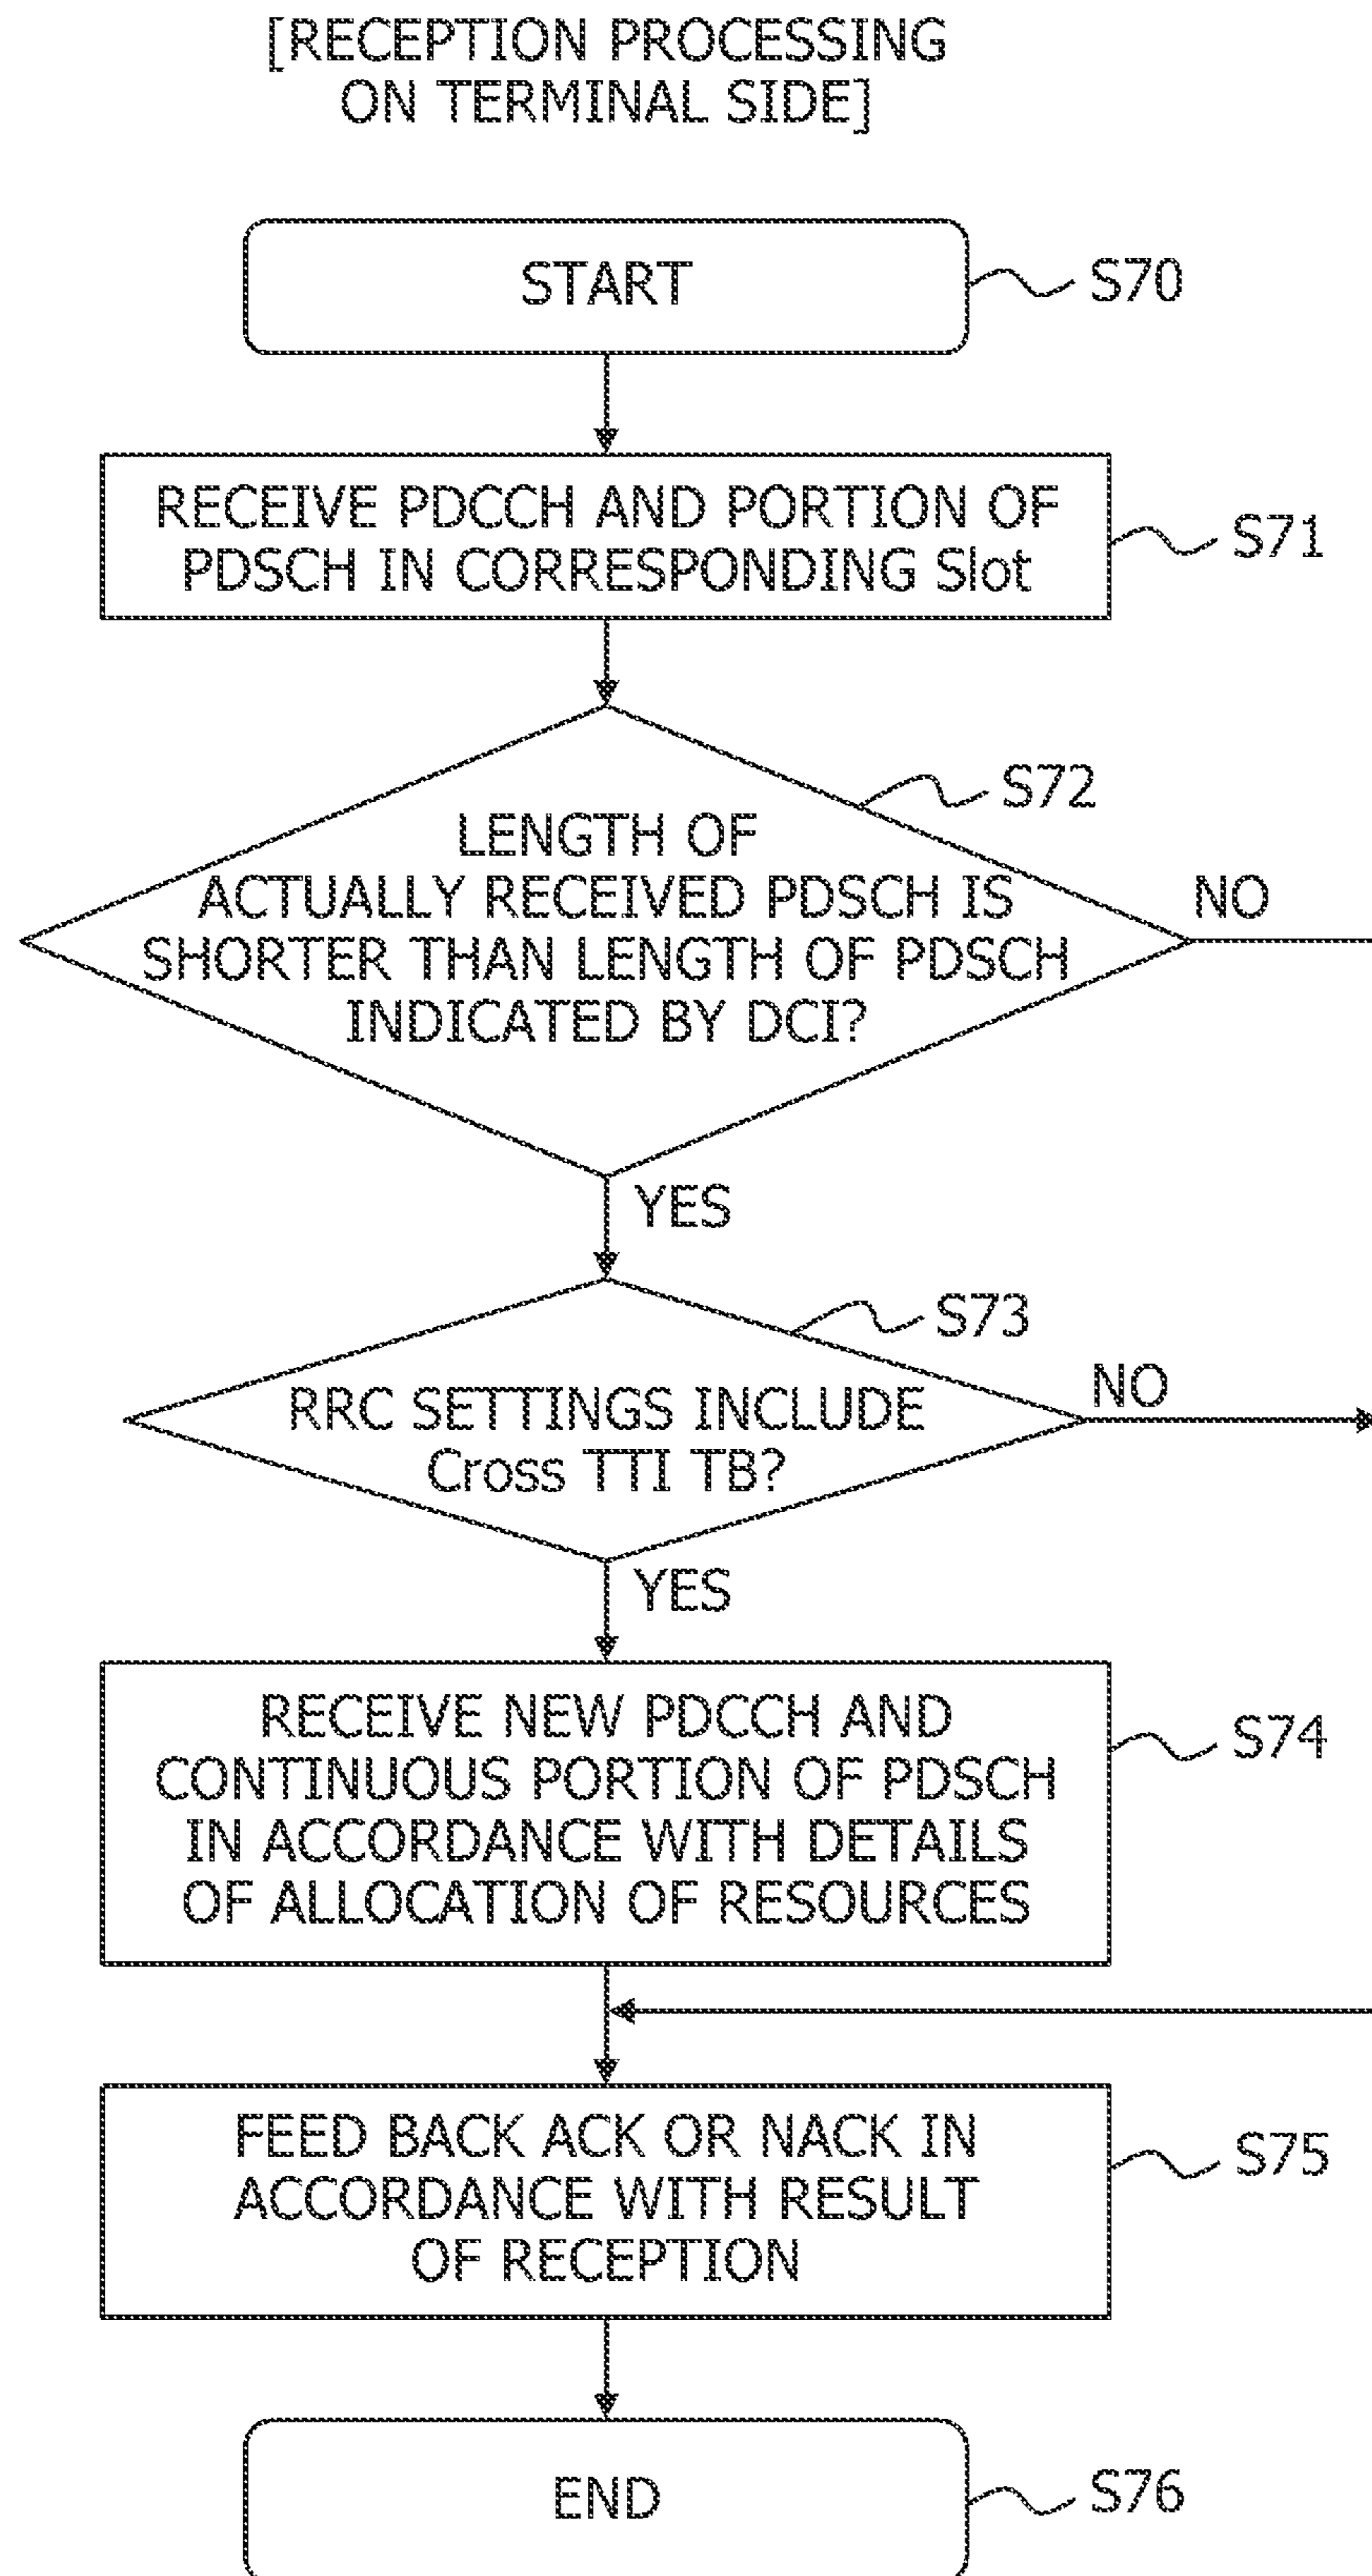 [RECEPTION PROCESSING
ON TERMINAL SIDE]
START
S70
RECEIVE PDCCH AND PORTION OF
PDSCH IN CORRESPONDING Slot
S71
S72
LENGTH OF
ACTUALLY RECEIVED PDSCH IS
SHORTER THAN LENGTH OF PDSCH
INDICATED BY DCI?
NO
YES
S73
RRC SETTINGS INCLUDE
Cross TTI TB?
NO
YES
RECEIVE NEW PDCCH AND
CONTINUOUS PORTION OF PDSCH
IN ACCORDANCE WITH DETAILS
OF ALLOCATION OF RESOURCES
S74
FEED BACK ACK OR NACK IN
ACCORDANCE WITH RESULT
OF RECEPTION
S75
END
S76